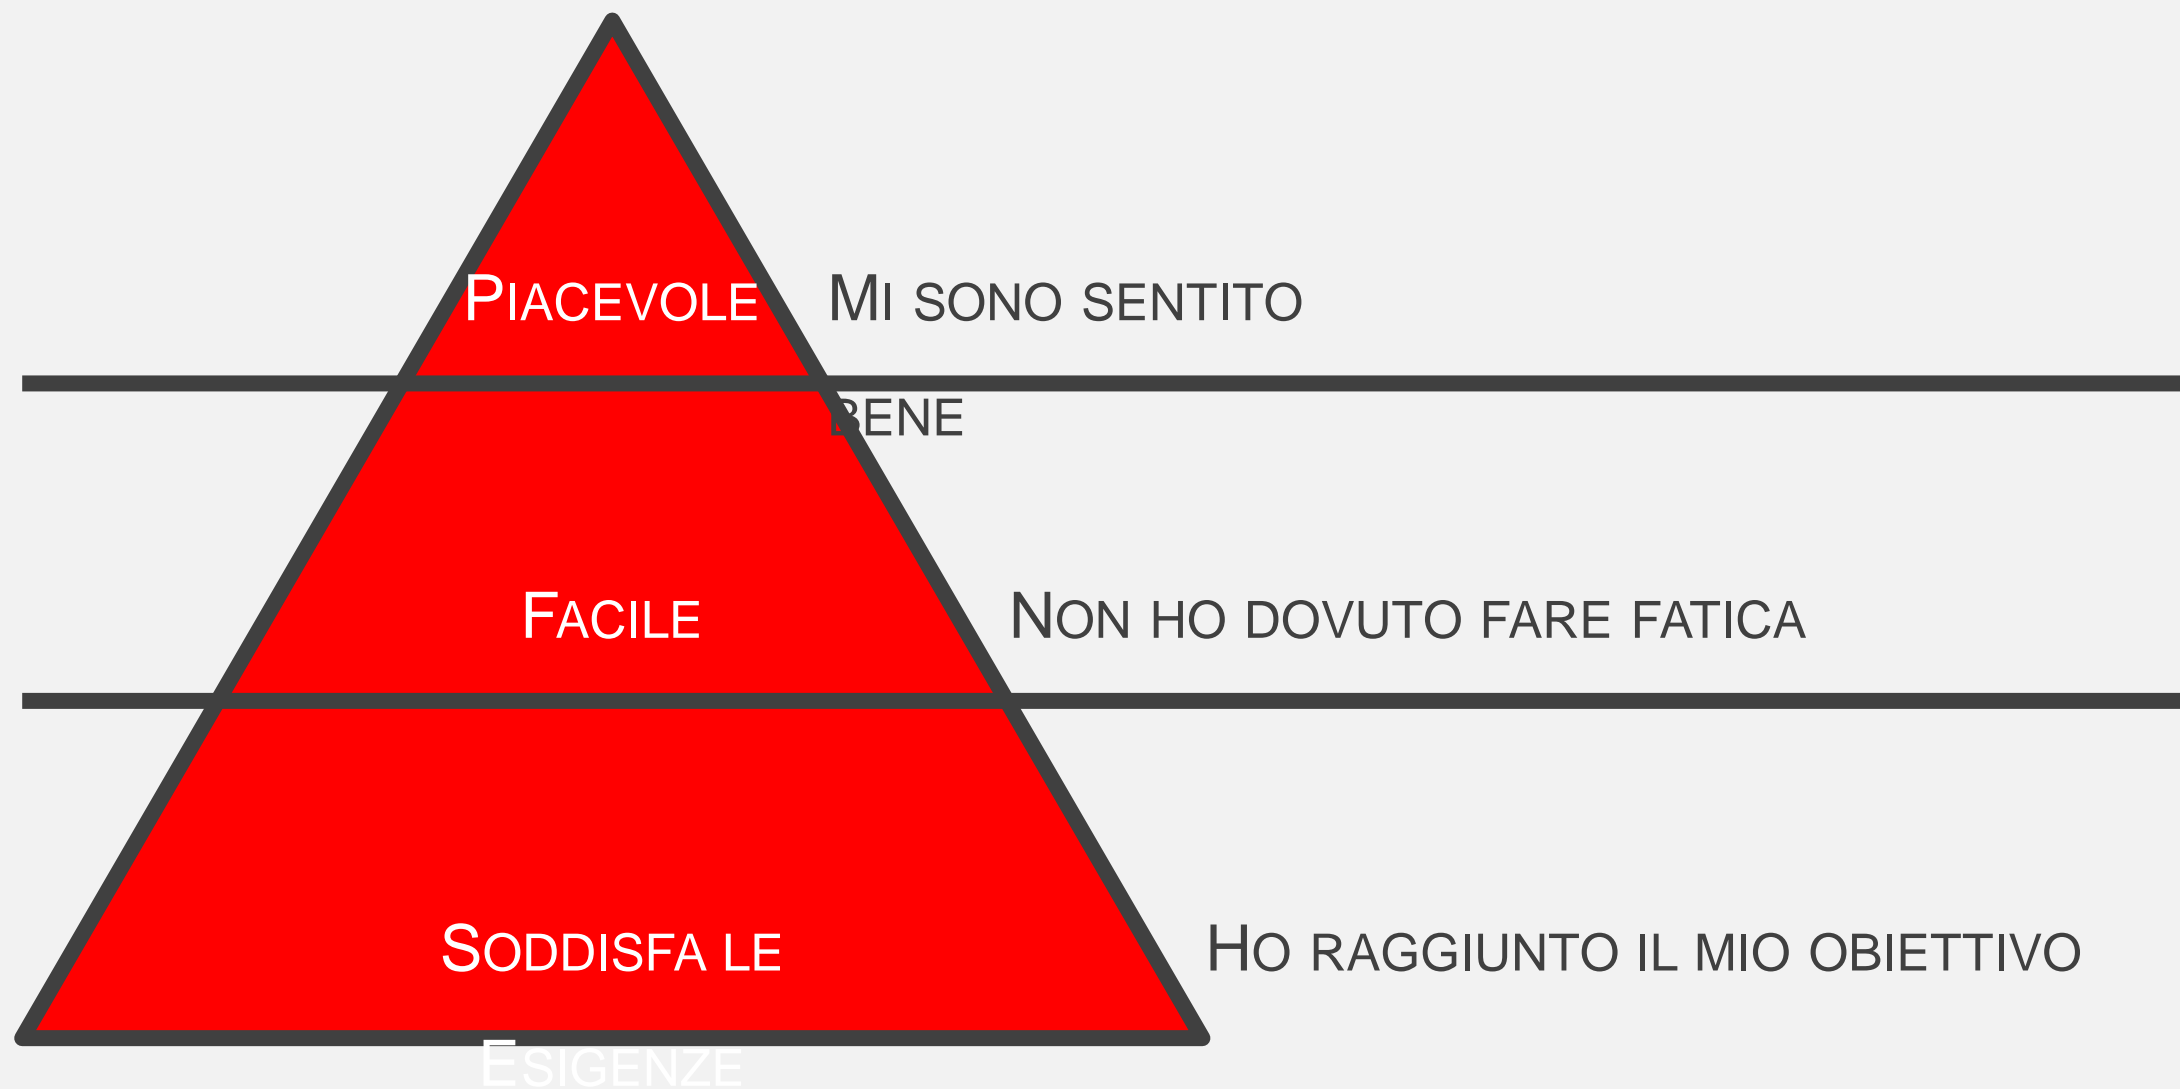 Piacevole
Mi sono sentito
bene
Facile
Non ho dovuto fare fatica
Soddisfa le
Esigenze
Ho raggiunto il mio obiettivo